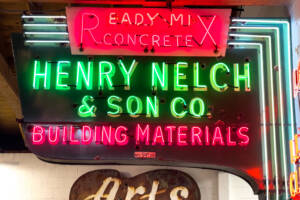 READY-MIX
CONCRETE
HENRY NELCH
& SON CO.
BUILDING MATERIALS
Arts